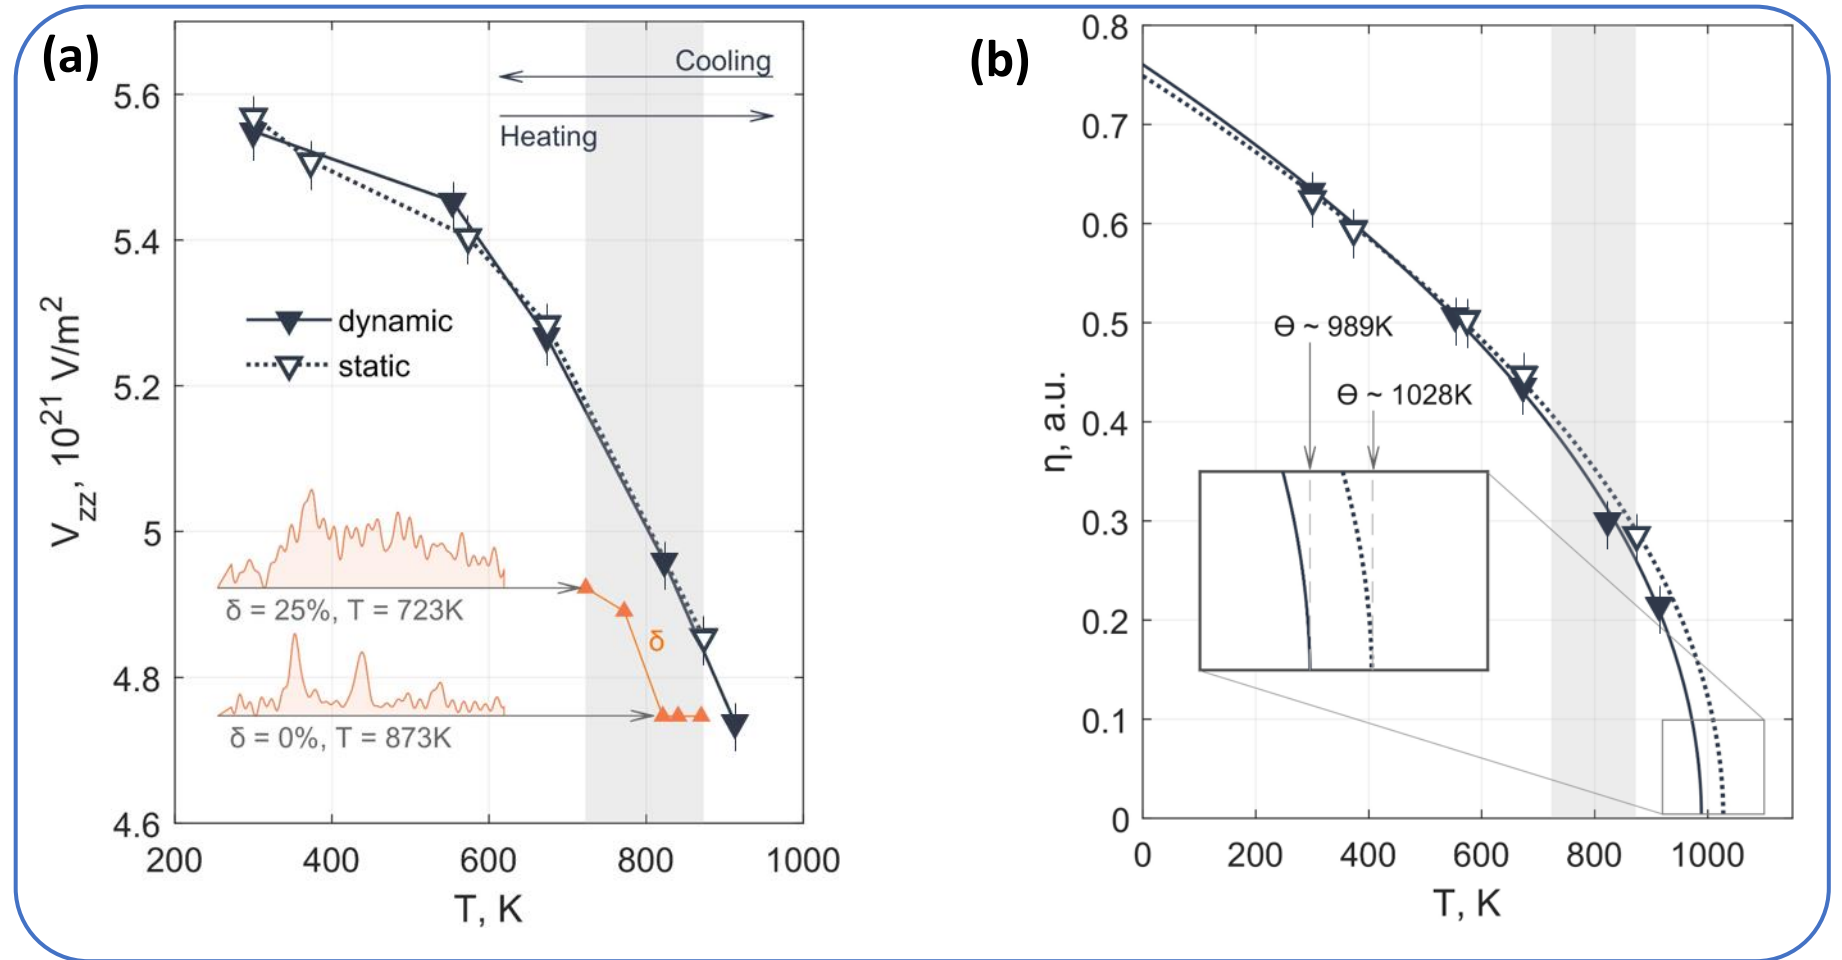 (a)
Cooling
Heating
5.6
5.4
5.2
5
4.8
4.6
V_zz, 10^21 V/m^2
dynamic
static
δ = 25%, T = 723K
δ
δ = 0%, T = 873K
200 400 600 800 1000
T, K
(b)
0.8
0.7
0.6
0.5
0.4
0.3
0.2
0.1
0
η, a.u.
ϴ ~ 989K
ϴ ~ 1028K
0 200 400 600 800 1000
T, K